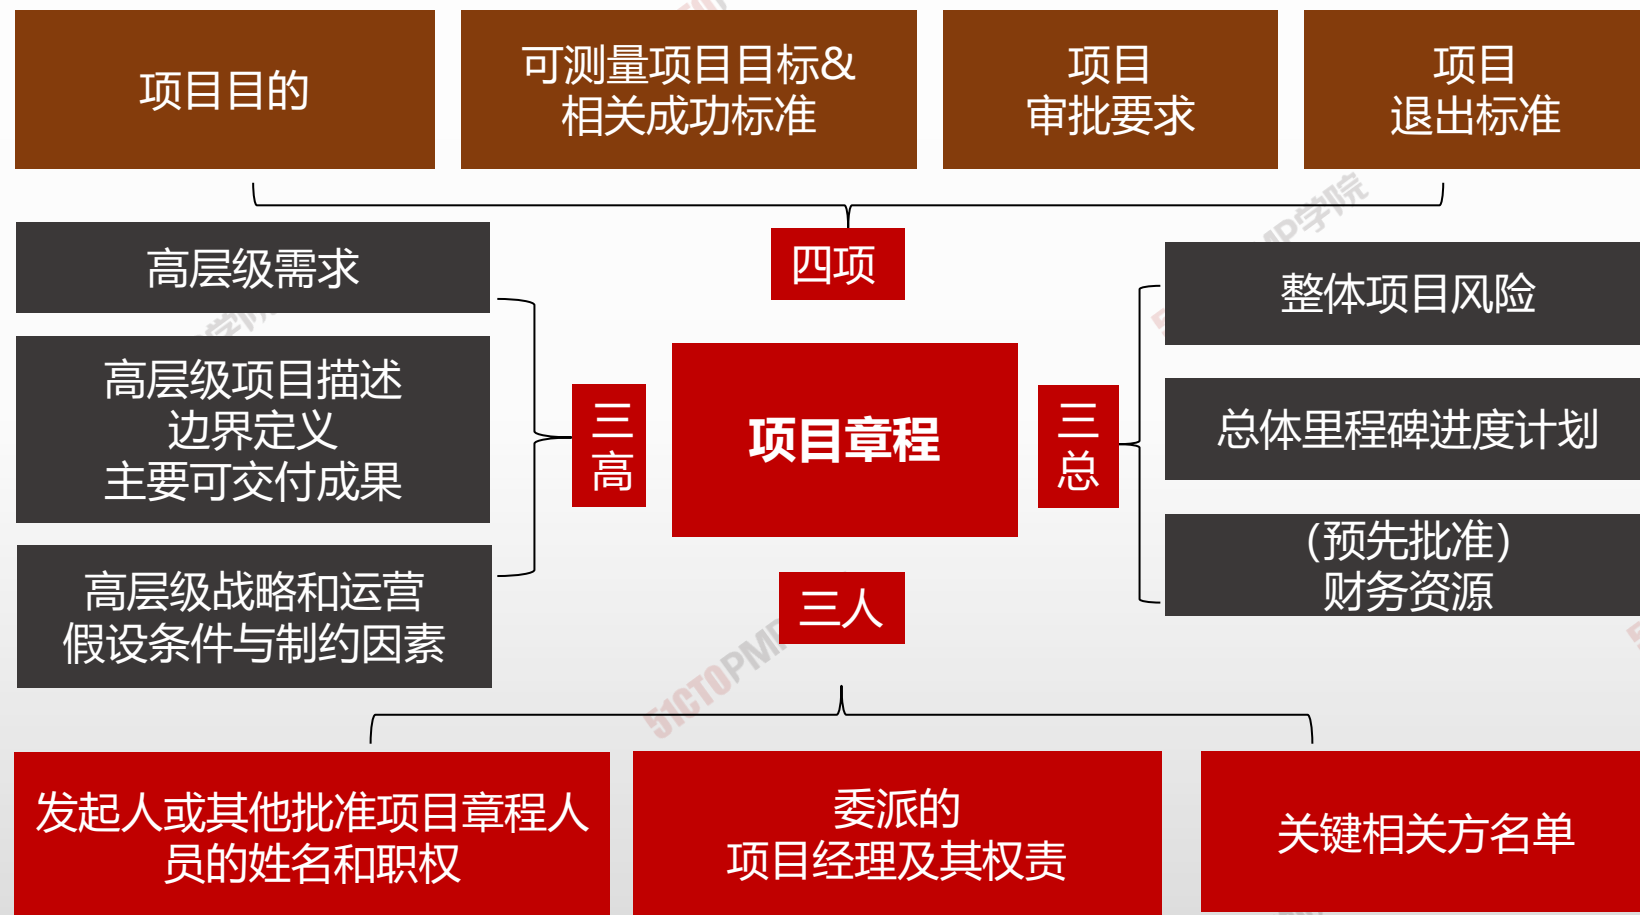 项目目的
可测量项目目标&
相关成功标准
项目
审批要求
项目
退出标准
四项
高层级需求
高层级项目描述
边界定义
主要可交付成果
高层级战略和运营
假设条件与制约因素
三
高
项目章程
三
总
整体项目风险
总体里程碑进度计划
（预先批准）
财务资源
三人
发起人或其他批准项目章程人
员的姓名和职权
委派的
项目经理及其权责
关键相关方名单
51CTOPMP
MP学院